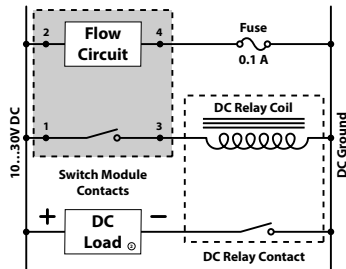 2
Flow
Circuit
4
Fuse
0.1 A
DC Relay Coil
1
3
10...30V DC
DC Ground
Switch Module
Contacts
+
DC
Load ②
−
DC Relay Contact